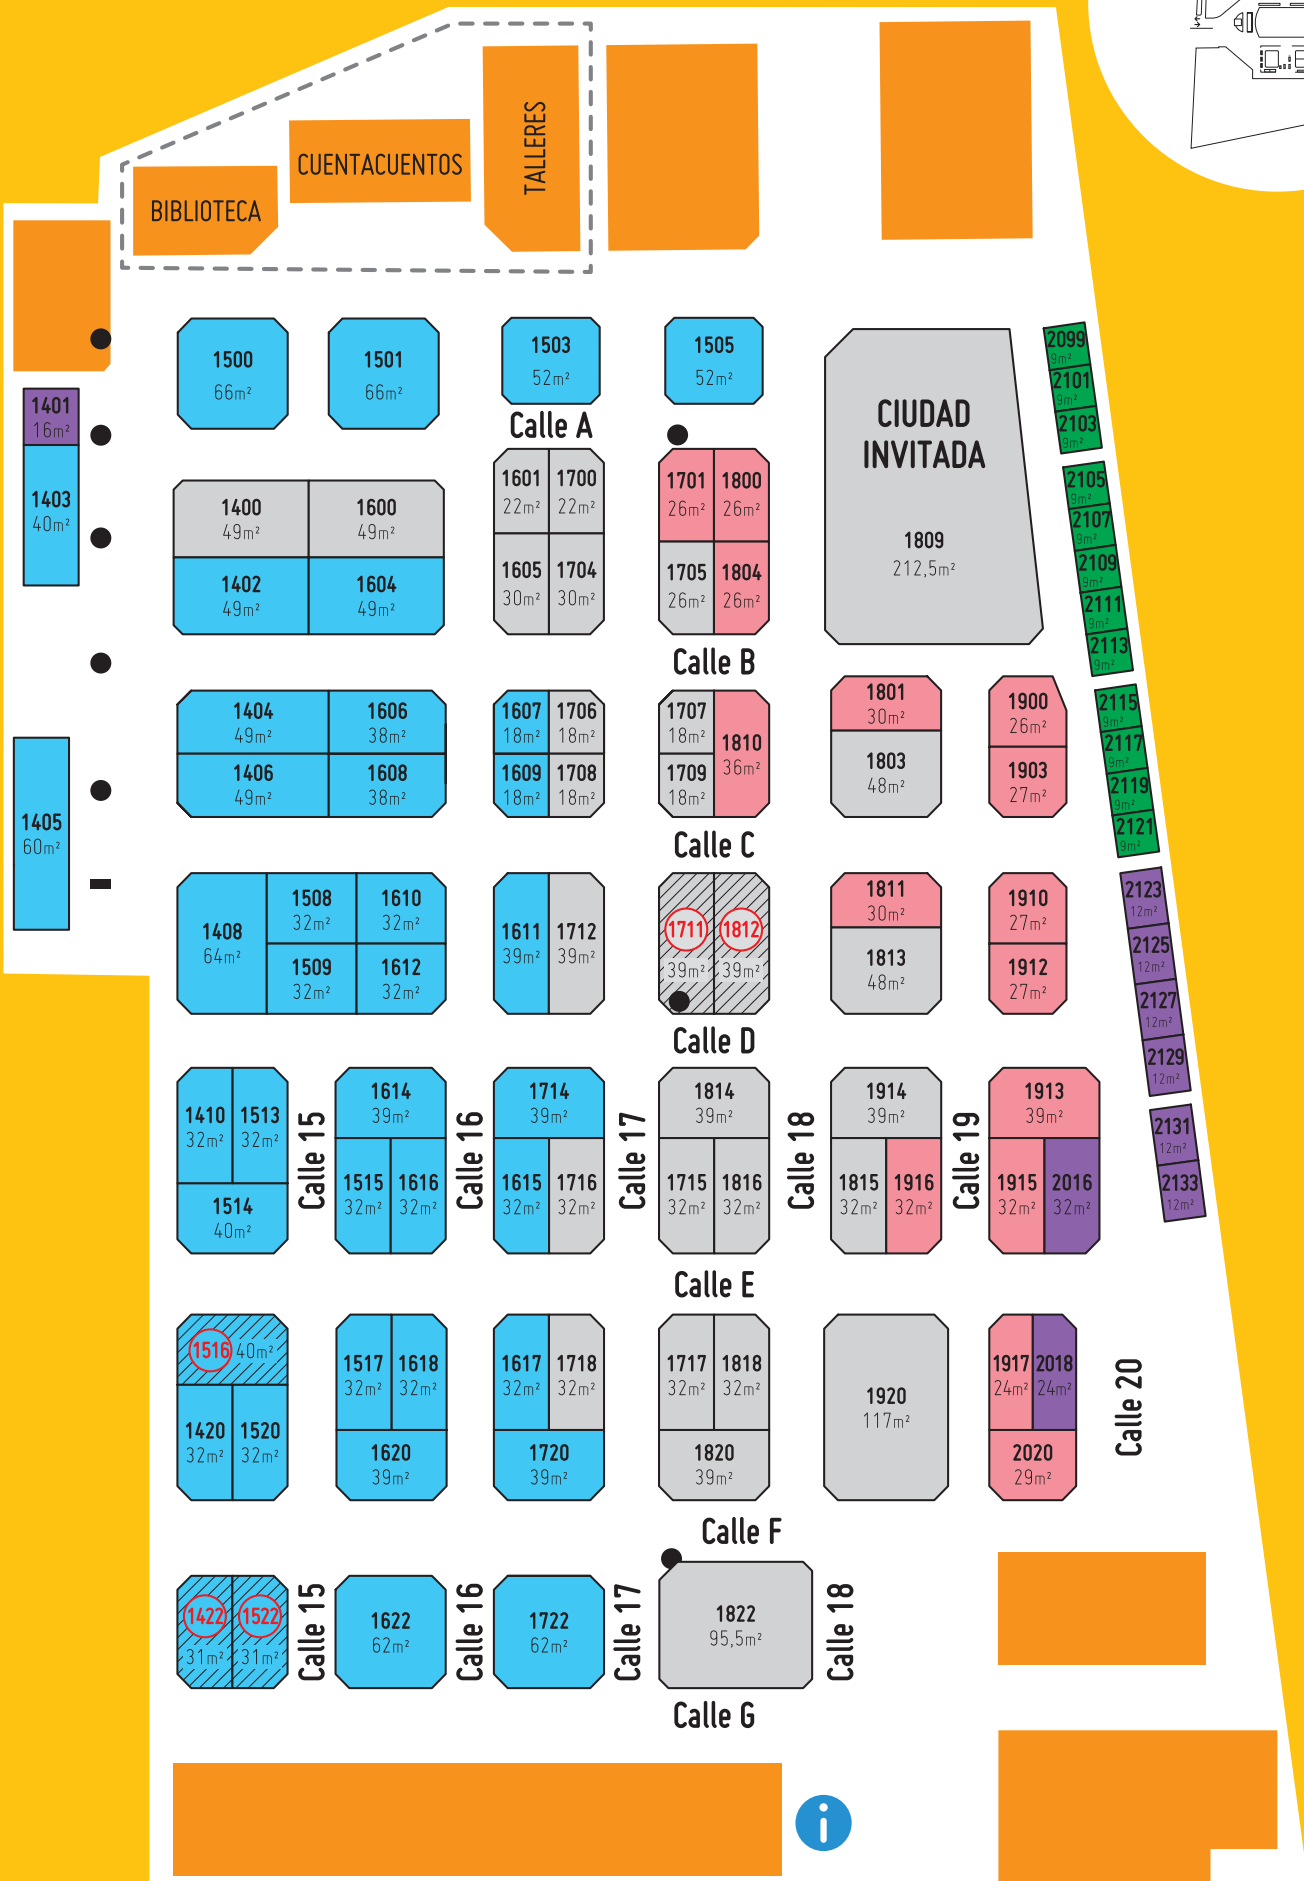 BIBLIOTECA
CUENTACUENTOS
TALLERES
1500
66m²
1501
66m²
1503
52m²
1505
52m²
Calle A
CIUDAD
INVITADA
1809
212,5m²
2099
9m²
2101
9m²
2103
9m²
2105
9m²
2107
9m²
2109
9m²
2111
9m²
2113
9m²
2115
9m²
2117
9m²
2119
9m²
2121
9m²
2123
12m²
2125
12m²
2127
12m²
2129
12m²
2131
12m²
2133
12m²
1401
16m²
1403
40m²
1405
60m²
1400
49m²
1600
49m²
1402
49m²
1604
49m²
1601
22m²
1700
22m²
1605
30m²
1704
30m²
1701
26m²
1800
26m²
1705
26m²
1804
26m²
Calle B
1404
49m²
1606
38m²
1406
49m²
1608
38m²
1607
18m²
1706
18m²
1609
18m²
1708
18m²
1707
18m²
1709
18m²
1810
36m²
1801
30m²
1803
48m²
1900
26m²
1903
27m²
Calle C
1408
64m²
1508
32m²
1610
32m²
1509
32m²
1612
32m²
1611
39m²
1712
39m²
1711
39m²
1812
39m²
1811
30m²
1813
48m²
1910
27m²
1912
27m²
Calle D
1410
32m²
1513
32m²
1514
40m²
Calle 15
1614
39m²
1515
32m²
1616
32m²
Calle 16
1714
39m²
1615
32m²
1716
32m²
Calle 17
1814
39m²
1715
32m²
1816
32m²
Calle 18
1914
39m²
1815
32m²
1916
32m²
Calle 19
1913
39m²
1915
32m²
2016
32m²
Calle E
1516 40m²
1420
32m²
1520
32m²
1517
32m²
1618
32m²
1620
39m²
1617
32m²
1718
32m²
1720
39m²
1717
32m²
1818
32m²
1820
39m²
1920
117m²
1917
24m²
2018
24m²
2020
29m²
Calle 20
Calle F
1422
31m²
1522
31m²
Calle 15
1622
62m²
Calle 16
1722
62m²
Calle 17
1822
95,5m²
Calle 18
Calle G
i